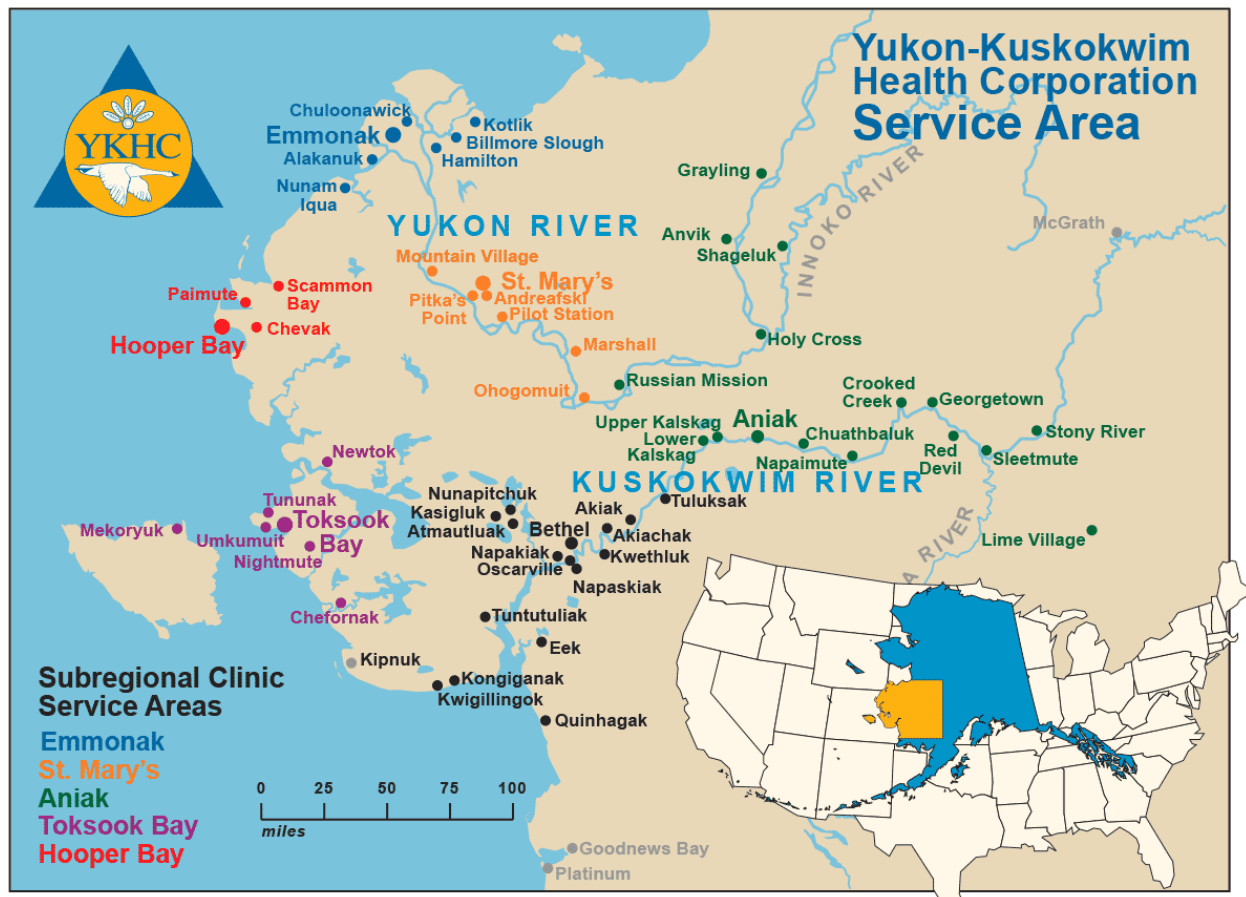 Yukon-Kuskokwim
Health Corporation
Service Area
YKHC
Chuloonawick
Emmonak
Alakanuk
Nunam
Iqua
Kotlik
Billmore Slough
Hamilton
YUKON RIVER
Grayling
Anvik
Shageluk
INNOKO RIVER
McGrath
Mountain Village
St. Mary's
Pitka's
Point
Andreafski
Pilot Station
Marshall
Ohogomuit
Scammon
Bay
Paimute
Chevak
Hooper Bay
Holy Cross
Russian Mission
Crooked
Creek
Georgetown
Upper Kalskag
Lower
Kalskag
Aniak
Chuathbaluk
Napaimute
Red
Devil
Stony River
Sleetmute
KUSKOKWIM RIVER
Newtok
Tununak
Toksook
Bay
Mekoryuk
Umkumuit
Nightmute
Chefornak
Nunapitchuk
Kasigluk
Atmautluak
Bethel
Akiak
Tuluksak
Akiachak
Kwethluk
Napakiak
Oscarville
Napaskiak
A RIVER
Lime Village
Tuntutuliak
Eek
Kipnuk
Kongiganak
Kwigillingok
Quinhagak
Subregional Clinic
Service Areas
Emmonak
St. Mary's
Aniak
Toksook Bay
Hooper Bay
0 25 50 75 100
miles
Goodnews Bay
Platinum